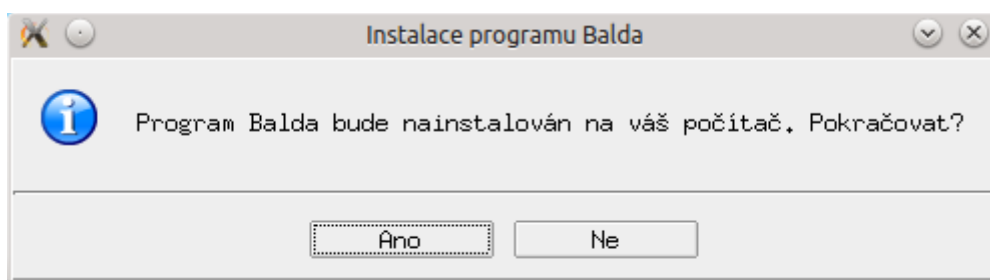 Instalace programu Balda
Program Balda bude nainstalován na váš počítač. Pokračovat?
Ano
Ne